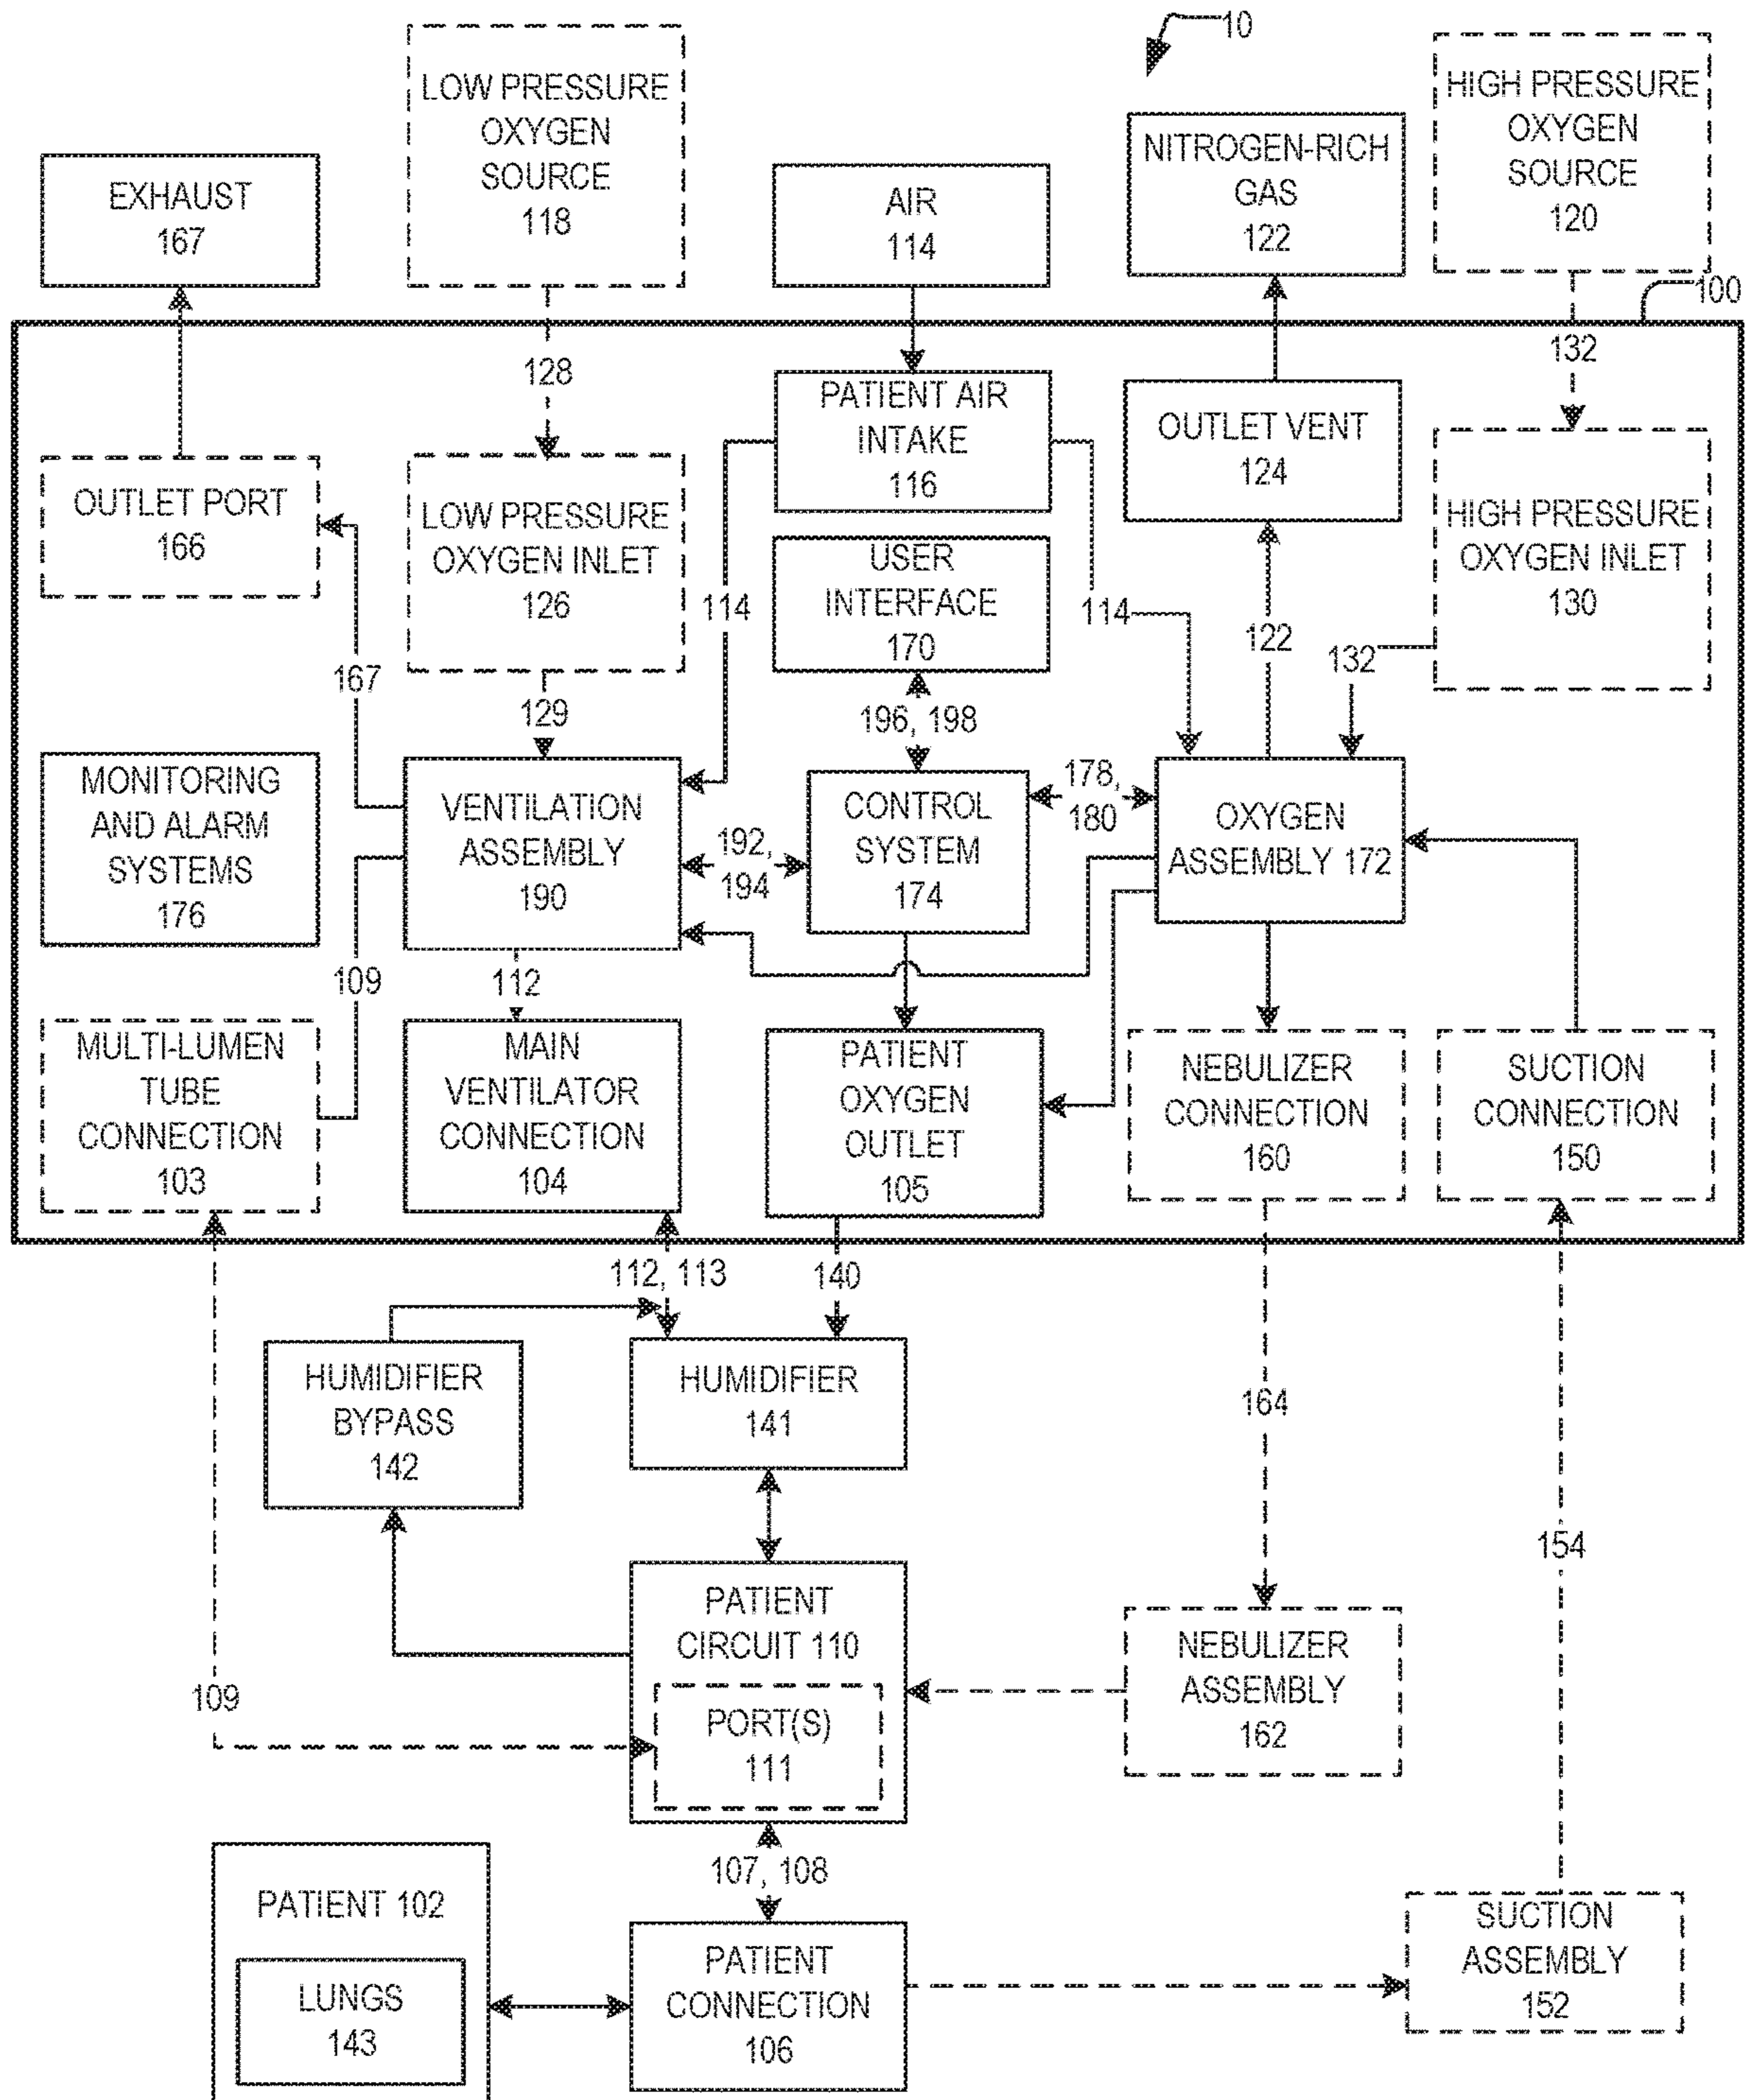 10
LOW PRESSURE
OXYGEN
SOURCE
118
HIGH PRESSURE
OXYGEN
SOURCE
120
EXHAUST
167
AIR
114
NITROGEN-RICH
GAS
122
100
128
132
PATIENT AIR
INTAKE
116
OUTLET VENT
124
OUTLET PORT
166
LOW PRESSURE
OXYGEN INLET
126
HIGH PRESSURE
OXYGEN INLET
130
USER
INTERFACE
170
114
114
122
132
167
129
196, 198
MONITORING
AND ALARM
SYSTEMS
176
VENTILATION
ASSEMBLY
190
192,
194
CONTROL
SYSTEM
174
178,
180
OXYGEN
ASSEMBLY 172
109
112
MULTI-LUMEN
TUBE
CONNECTION
103
MAIN
VENTILATOR
CONNECTION
104
PATIENT
OXYGEN
OUTLET
105
NEBULIZER
CONNECTION
160
SUCTION
CONNECTION
150
112, 113
140
HUMIDIFIER
BYPASS
142
HUMIDIFIER
141
164
154
PATIENT
CIRCUIT 110
PORT(S)
111
109
NEBULIZER
ASSEMBLY
162
107, 108
PATIENT 102
LUNGS
143
PATIENT
CONNECTION
106
SUCTION
ASSEMBLY
152